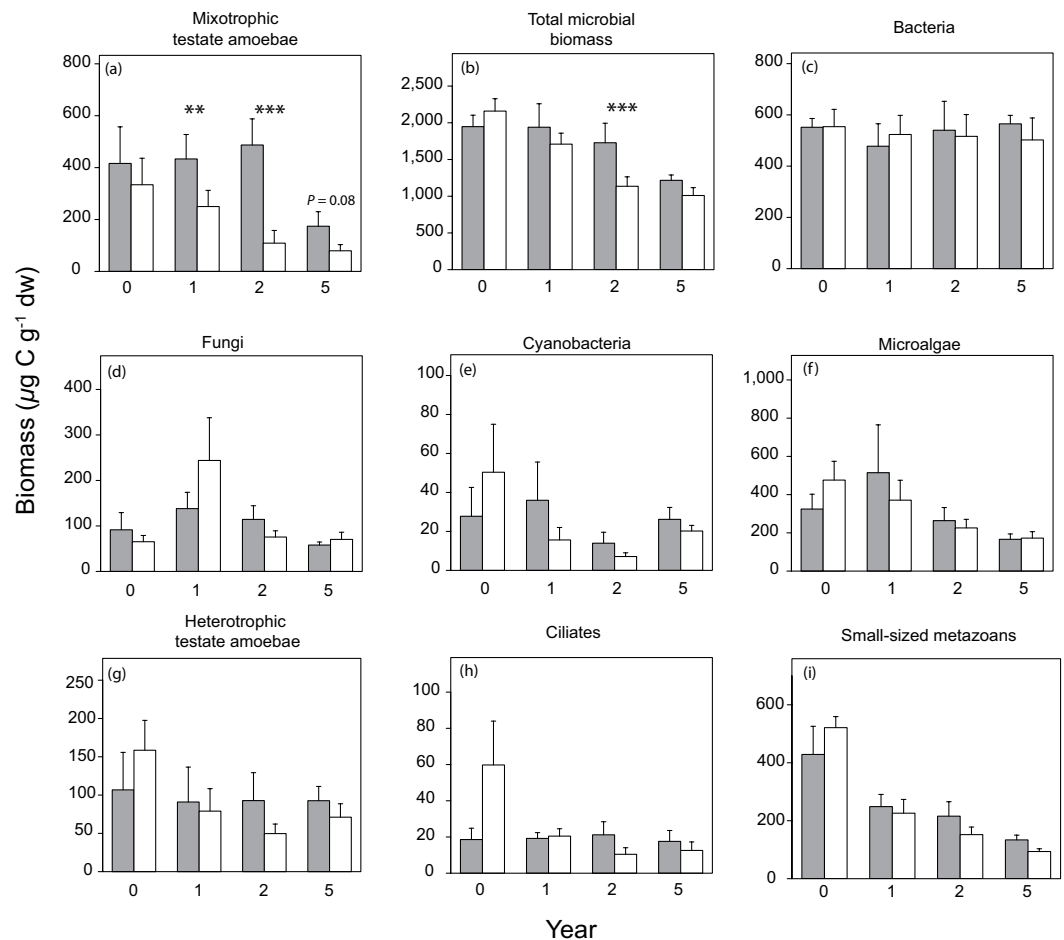 Mixotrophic
testate amoebae
Total microbial
biomass
Bacteria
(a)
800
600
400
200
0
**
***
P = 0.08
0 1 2 5
(b)
2,500
2,000
1,500
1,000
500
0
***
0 1 2 5
(c)
800
600
400
200
0
0 1 2 5
Biomass (µg C g⁻¹ dw)
Fungi
(d)
400
300
200
100
0
0 1 2 5
Cyanobacteria
(e)
100
80
60
40
20
0
0 1 2 5
Microalgae
(f)
1,000
800
600
400
200
0
0 1 2 5
Heterotrophic
testate amoebae
(g)
250
200
150
100
50
0
0 1 2 5
Ciliates
(h)
100
80
60
40
20
0
0 1 2 5
Small-sized metazoans
(i)
600
400
200
0
0 1 2 5
Year